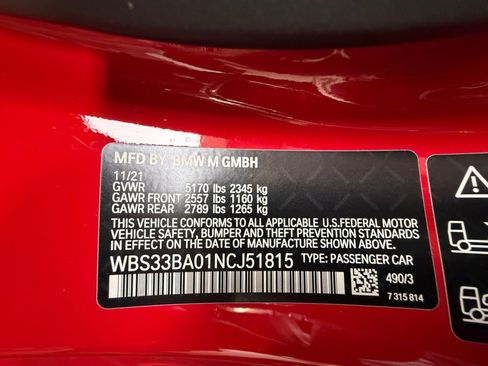 MFD BY: BMW M GMBH
11/21
GVWR 5170 lbs 2345 kg
GAWR FRONT 2557 lbs 1160 kg
GAWR REAR 2789 lbs 1265 kg
THIS VEHICLE CONFORMS TO ALL APPLICABLE U.S.FEDERAL MOTOR
VEHICLE SAFETY, BUMPER AND THEFT PREVENTION STANDARDS
IN EFFECT ON THE DATE OF MANUFACTURE SHOWN ABOVE.
WBS33BA01NCJ51815 TYPE: PASSENGER CAR
490/3
7 315 814